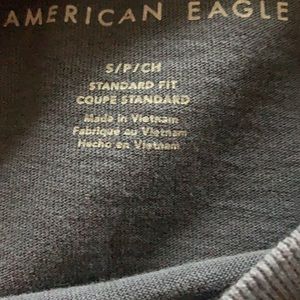 AMERICAN EAGLE
S/P/CH
STANDARD FIT
COUPE STANDARD
Made in Vietnam
Fabriqué au Vietnam
Hecho en Vietnam